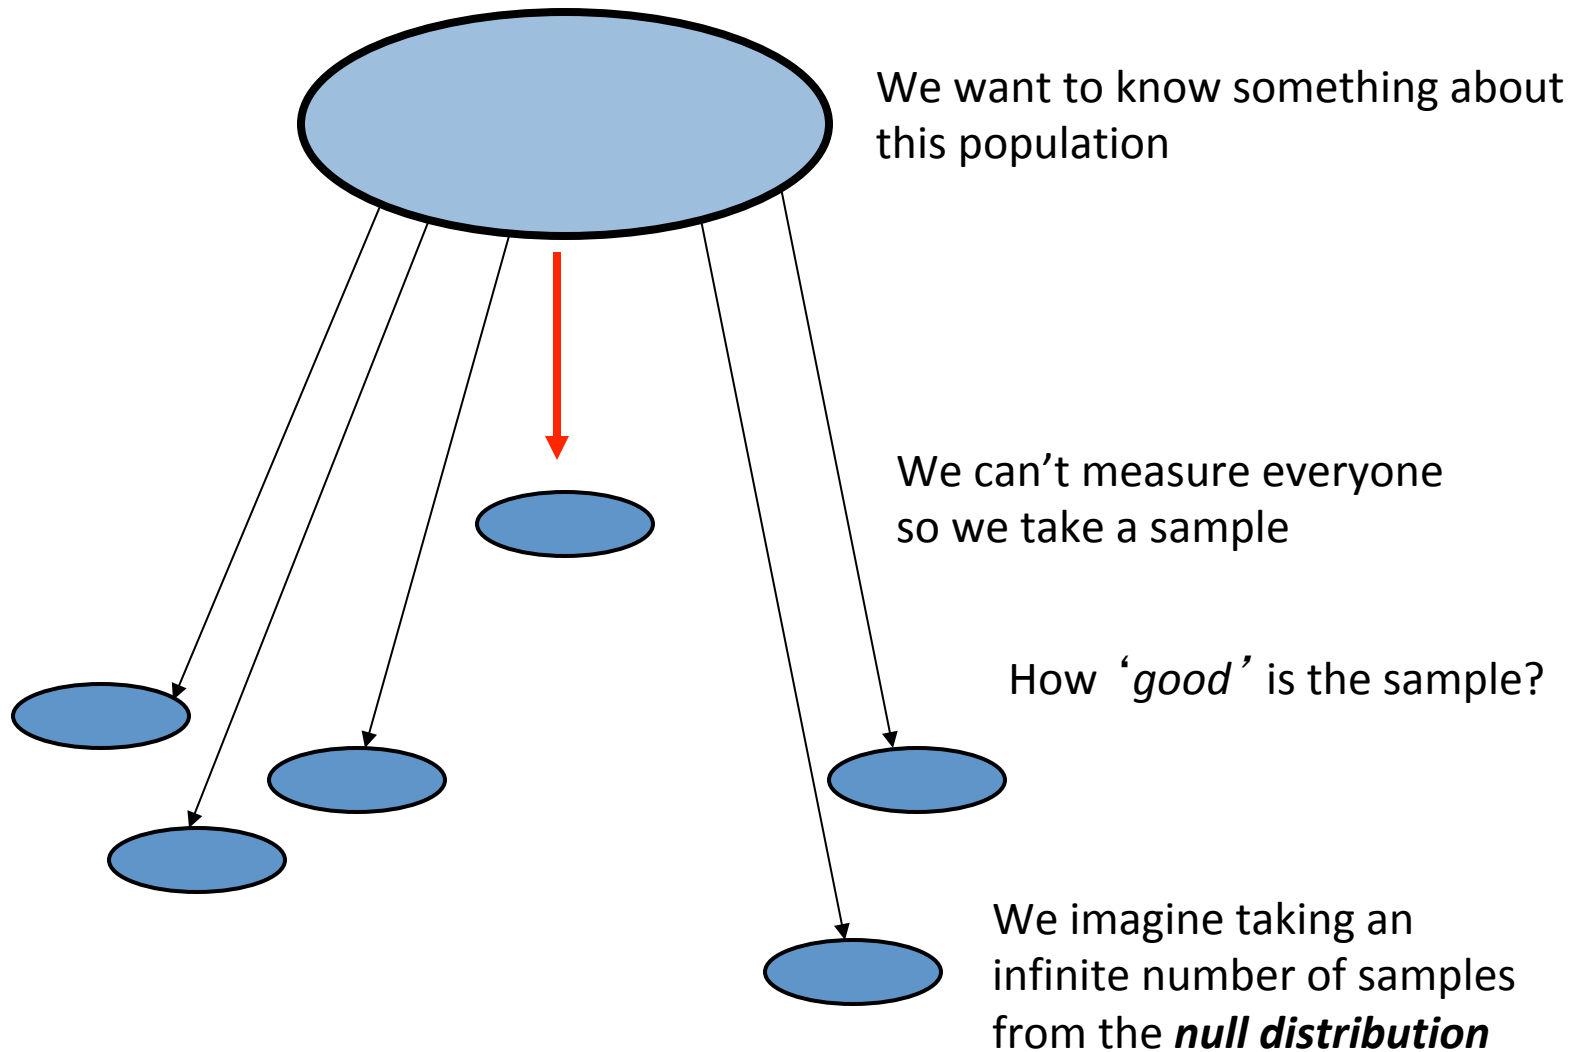 We want to know something about
this population
We can’t measure everyone
so we take a sample
How ‘good’ is the sample?
We imagine taking an
infinite number of samples
from the null distribution